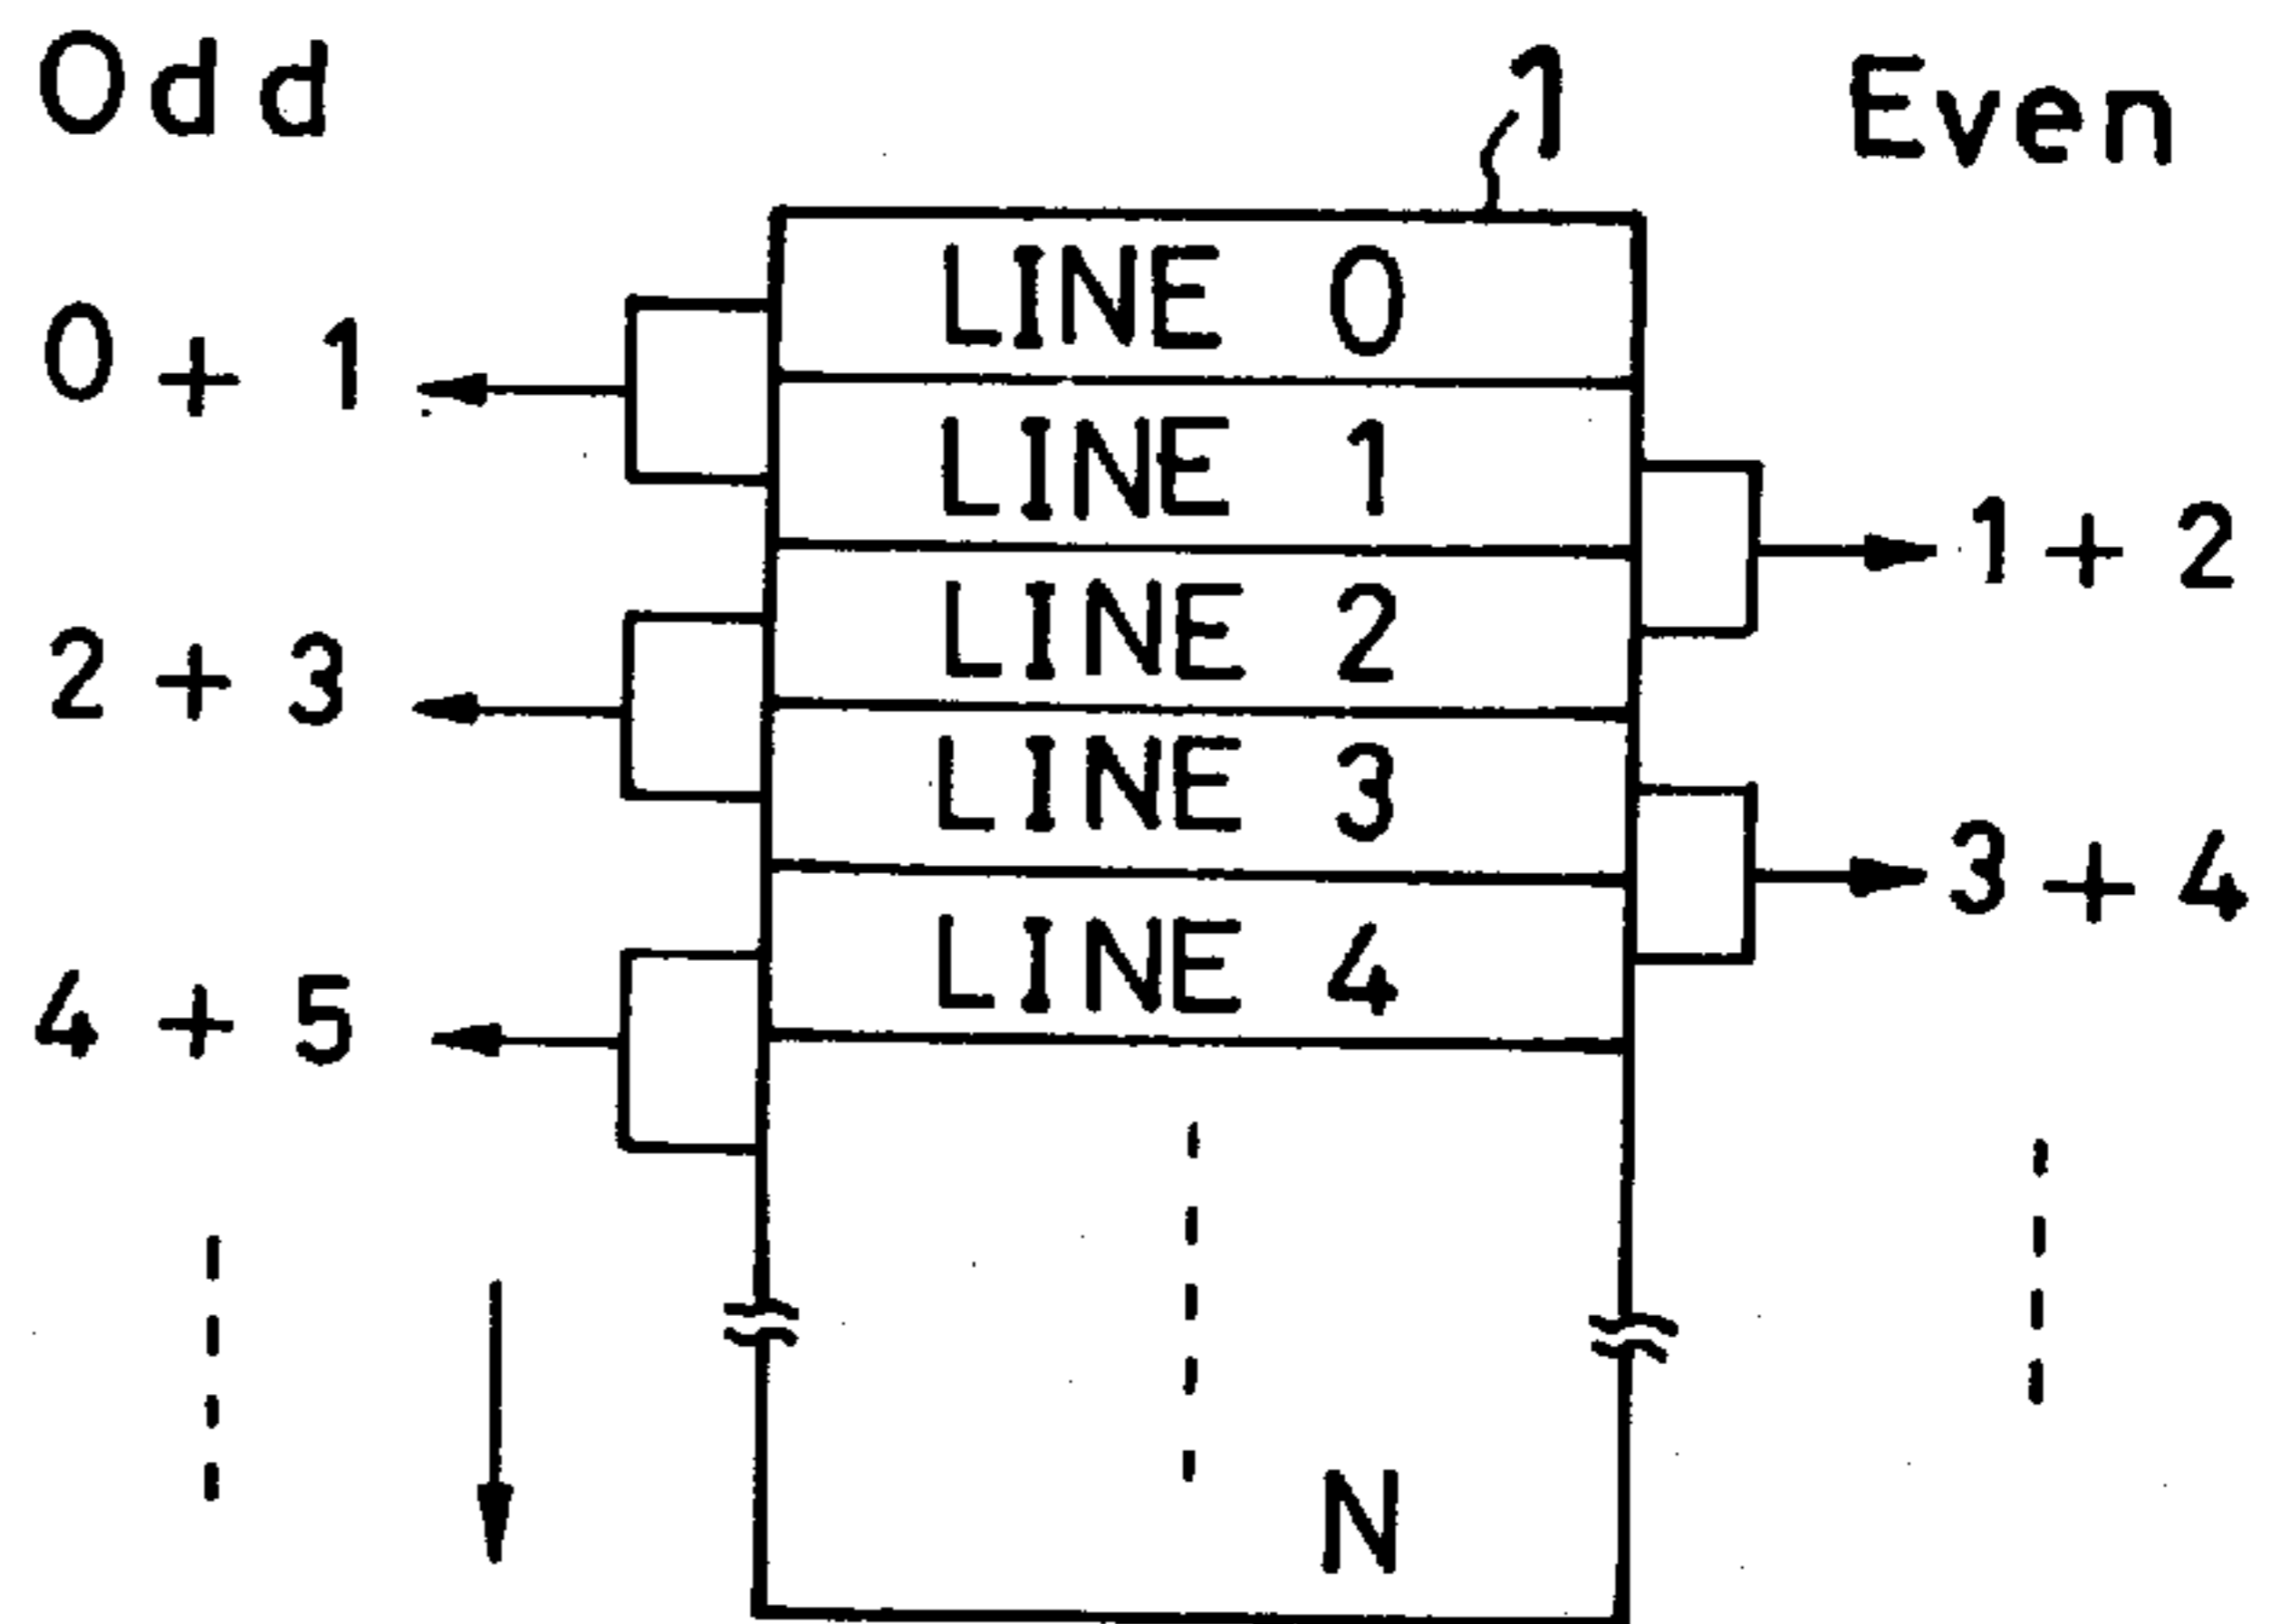 Odd
1
Even
LINE 0
0 + 1
LINE 1
1 + 2
LINE 2
2 + 3
LINE 3
3 + 4
LINE 4
4 + 5
N